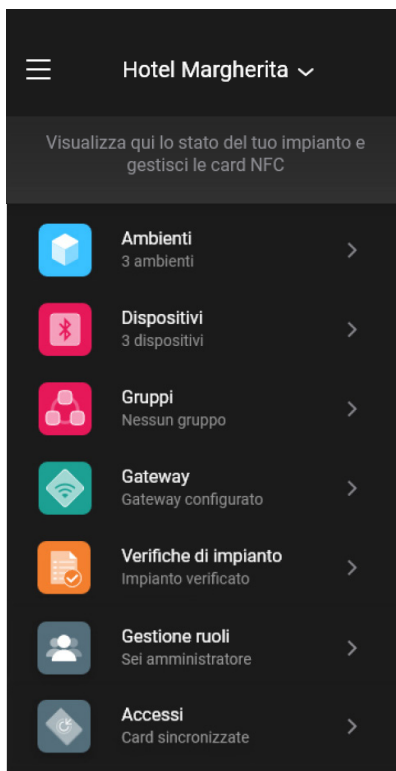 Hotel Margherita
Visualizza qui lo stato del tuo impianto e
gestisci le card NFC
Ambienti
3 ambienti
Dispositivi
3 dispositivi
Gruppi
Nessun gruppo
Gateway
Gateway configurato
Verifiche di impianto
Impianto verificato
Gestione ruoli
Sei amministratore
Accessi
Card sincronizzate